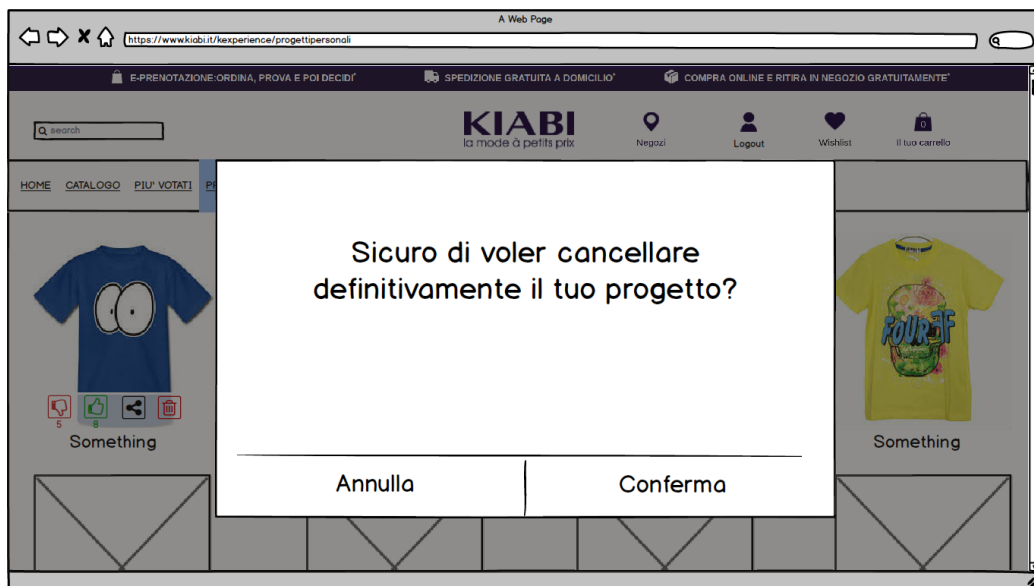 A Web Page
https://www.kiabi.it/kexperience/progettipersonali
E-PRENOTAZIONE:ORDINA, PROVA E POI DECIDI* SPEDIZIONE GRATUITA A DOMICILIO* COMPRA ONLINE E RITIRA IN NEGOZIO GRATUITAMENTE*
search
KIABI
la mode à petits prix
Negozi
Logout
Wishlist
0
Il tuo carrello
HOME CATALOGO PIU' VOTATI
Sicuro di voler cancellare
definitivamente il tuo progetto?
Annulla Conferma
FOUR
5 8
Something
Something